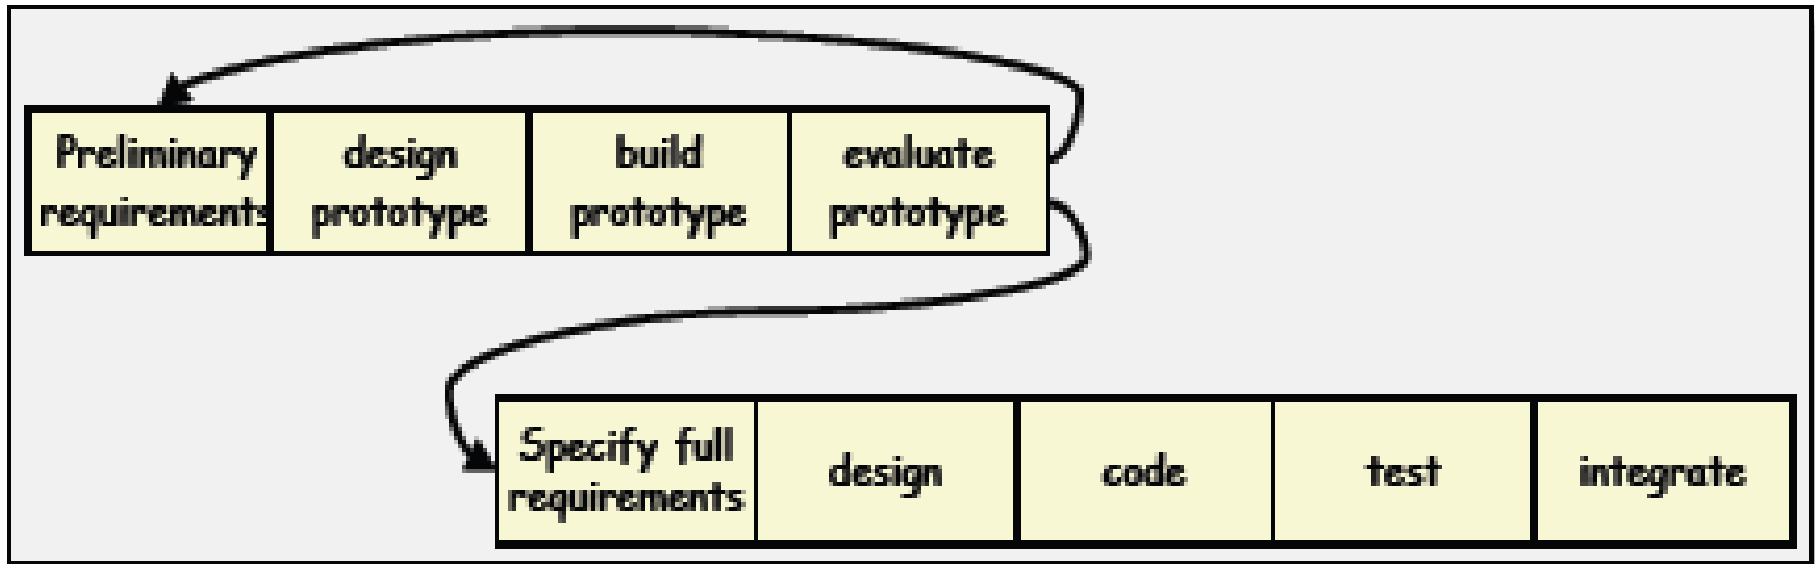 Preliminary
requirements
design
prototype
build
prototype
evaluate
prototype
Specify full
requirements
design
code
test
integrate